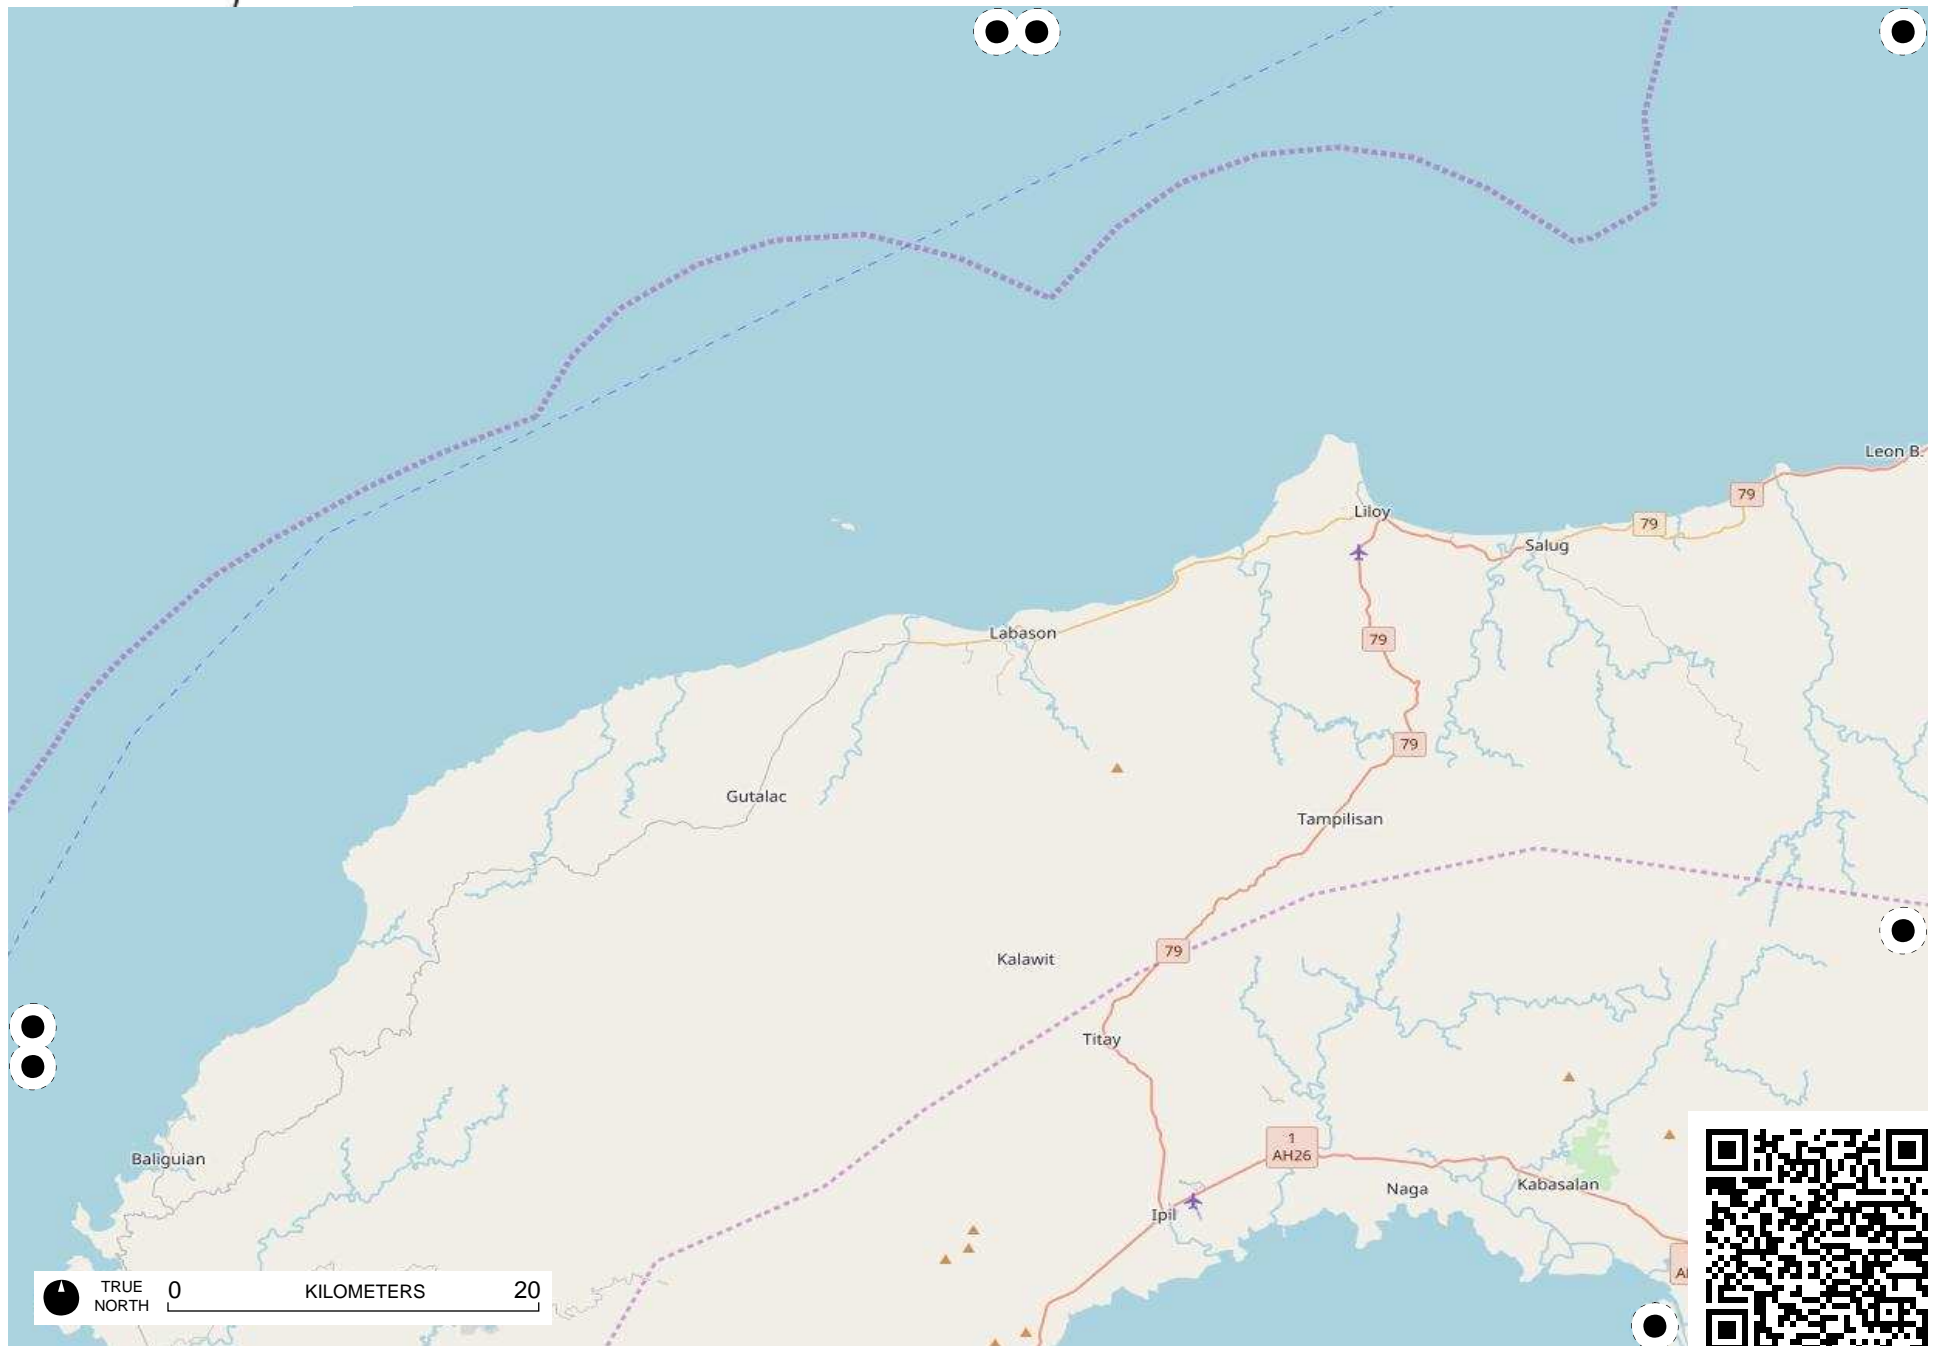 Leon B.
79
Liloy
79
Salug
Labason
79
79
Gutalac
Tampilisan
79
Kalawit
Titay
1
AH26
Baliguian
Naga
Kabasalan
Ipil
TRUE
NORTH
0 KILOMETERS 20